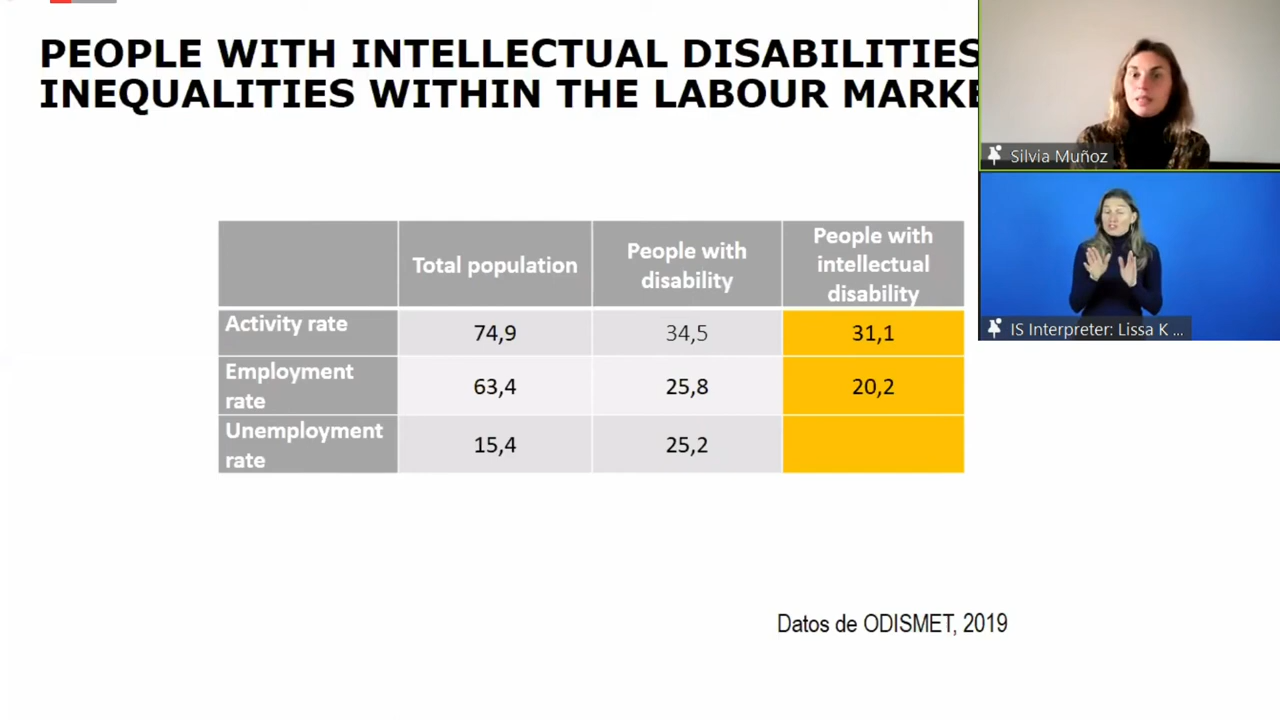 PEOPLE WITH INTELLECTUAL DISABILITIES
INEQUALITIES WITHIN THE LABOUR MARKE
Silvia Muñoz
IS Interpreter: Lissa K ...
Total population
People with
disability
People with
intellectual
disability
Activity rate
74,9
34,5
31,1
Employment
rate
63,4
25,8
20,2
Unemployment
rate
15,4
25,2
Datos de ODISMET, 2019